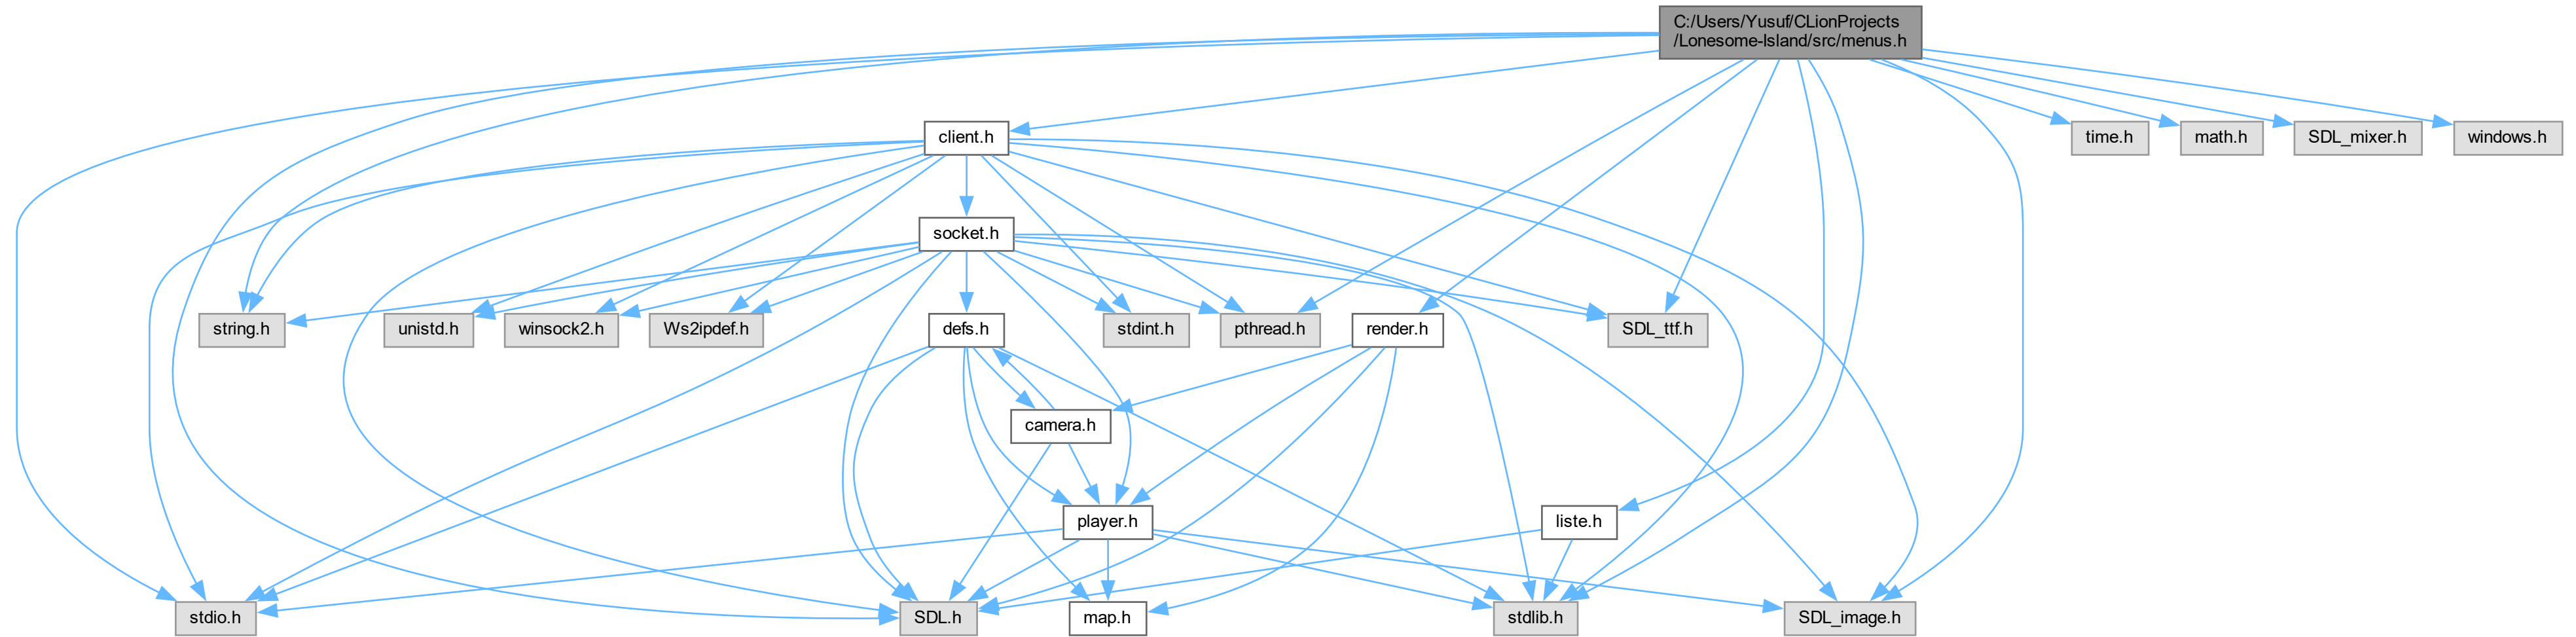 C:/Users/Yusuf/CLionProjects
/Lonesome-Island/src/menus.h
client.h
time.h
math.h
SDL_mixer.h
windows.h
socket.h
string.h
unistd.h
winsock2.h
Ws2ipdef.h
defs.h
stdint.h
pthread.h
render.h
SDL_ttf.h
camera.h
player.h
liste.h
stdio.h
SDL.h
map.h
stdlib.h
SDL_image.h